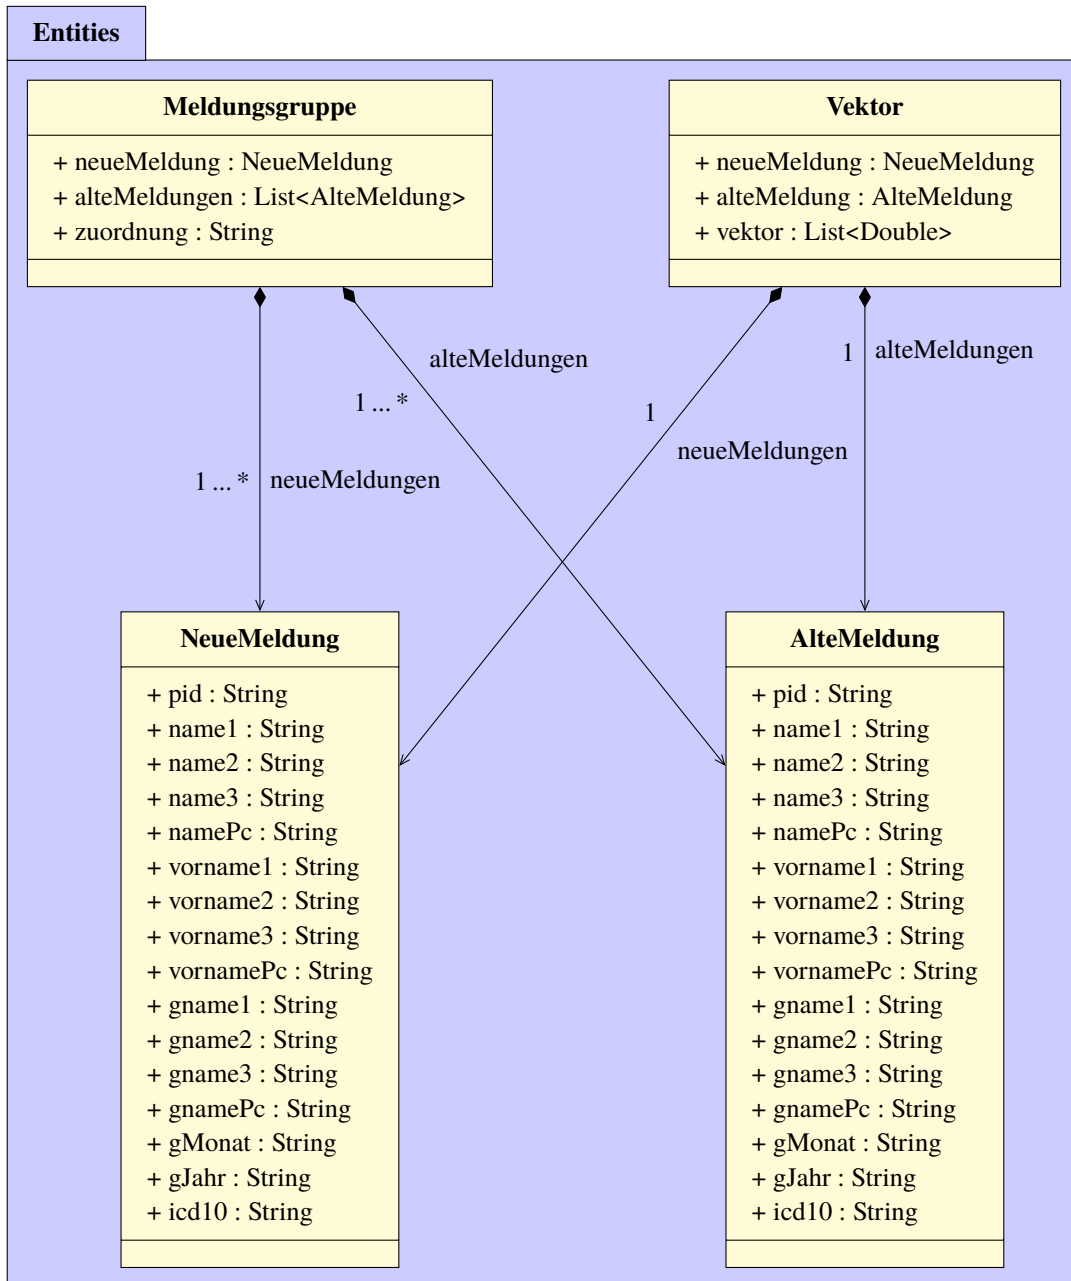 Entities
Meldungsgruppe
+ neueMeldung : NeueMeldung
+ alteMeldungen : List<AlteMeldung>
+ zuordnung : String
Vektor
+ neueMeldung : NeueMeldung
+ alteMeldung : AlteMeldung
+ vektor : List<Double>
alteMeldungen
1 ... *
1 ... *
neueMeldungen
1
neueMeldungen
1
alteMeldungen
NeueMeldung
+ pid : String
+ name1 : String
+ name2 : String
+ name3 : String
+ namePc : String
+ vorname1 : String
+ vorname2 : String
+ vorname3 : String
+ vornamePc : String
+ gname1 : String
+ gname2 : String
+ gname3 : String
+ gnamePc : String
+ gMonat : String
+ gJahr : String
+ icd10 : String
AlteMeldung
+ pid : String
+ name1 : String
+ name2 : String
+ name3 : String
+ namePc : String
+ vorname1 : String
+ vorname2 : String
+ vorname3 : String
+ vornamePc : String
+ gname1 : String
+ gname2 : String
+ gname3 : String
+ gnamePc : String
+ gMonat : String
+ gJahr : String
+ icd10 : String